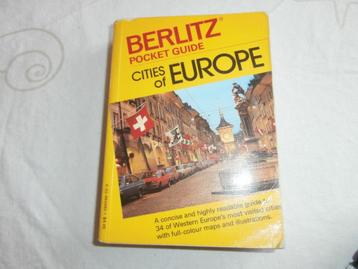 BERLITZ
POCKET GUIDE
CITIES
of EUROPE
A concise and highly readable guide to
34 of Western Europe's most visited cities
with full-colour maps and illustrations.